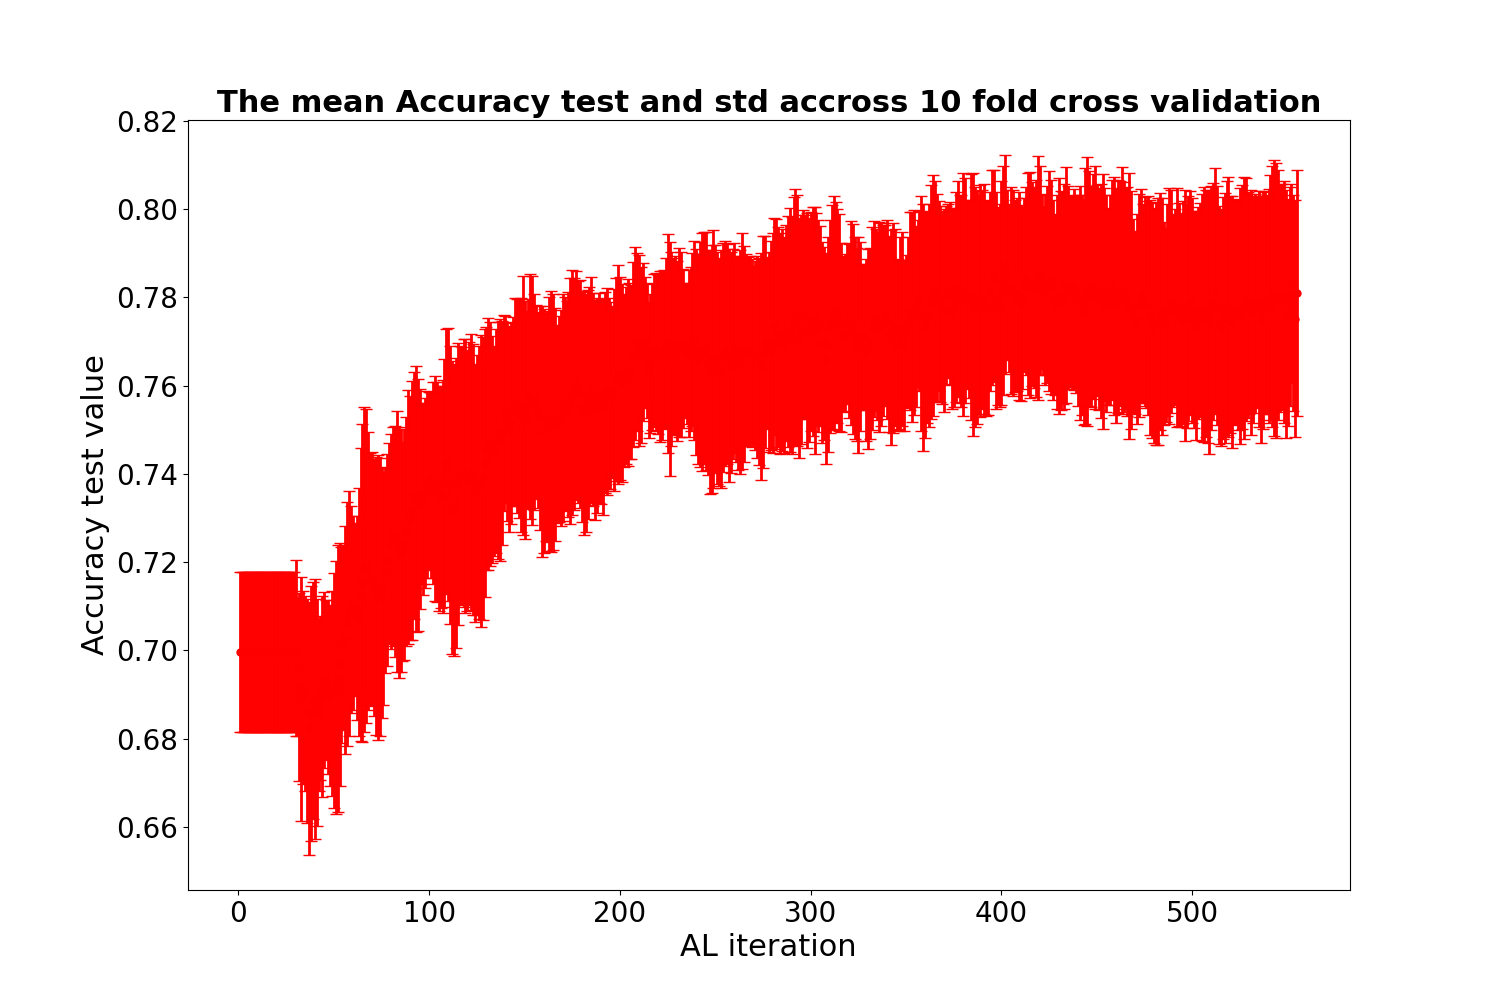 The mean Accuracy test and std accross 10 fold cross validation
0.82
0.80
0.78
0.76
0.74
0.72
0.70
0.68
0.66
Accuracy test value
0 100 200 300 400 500
AL iteration